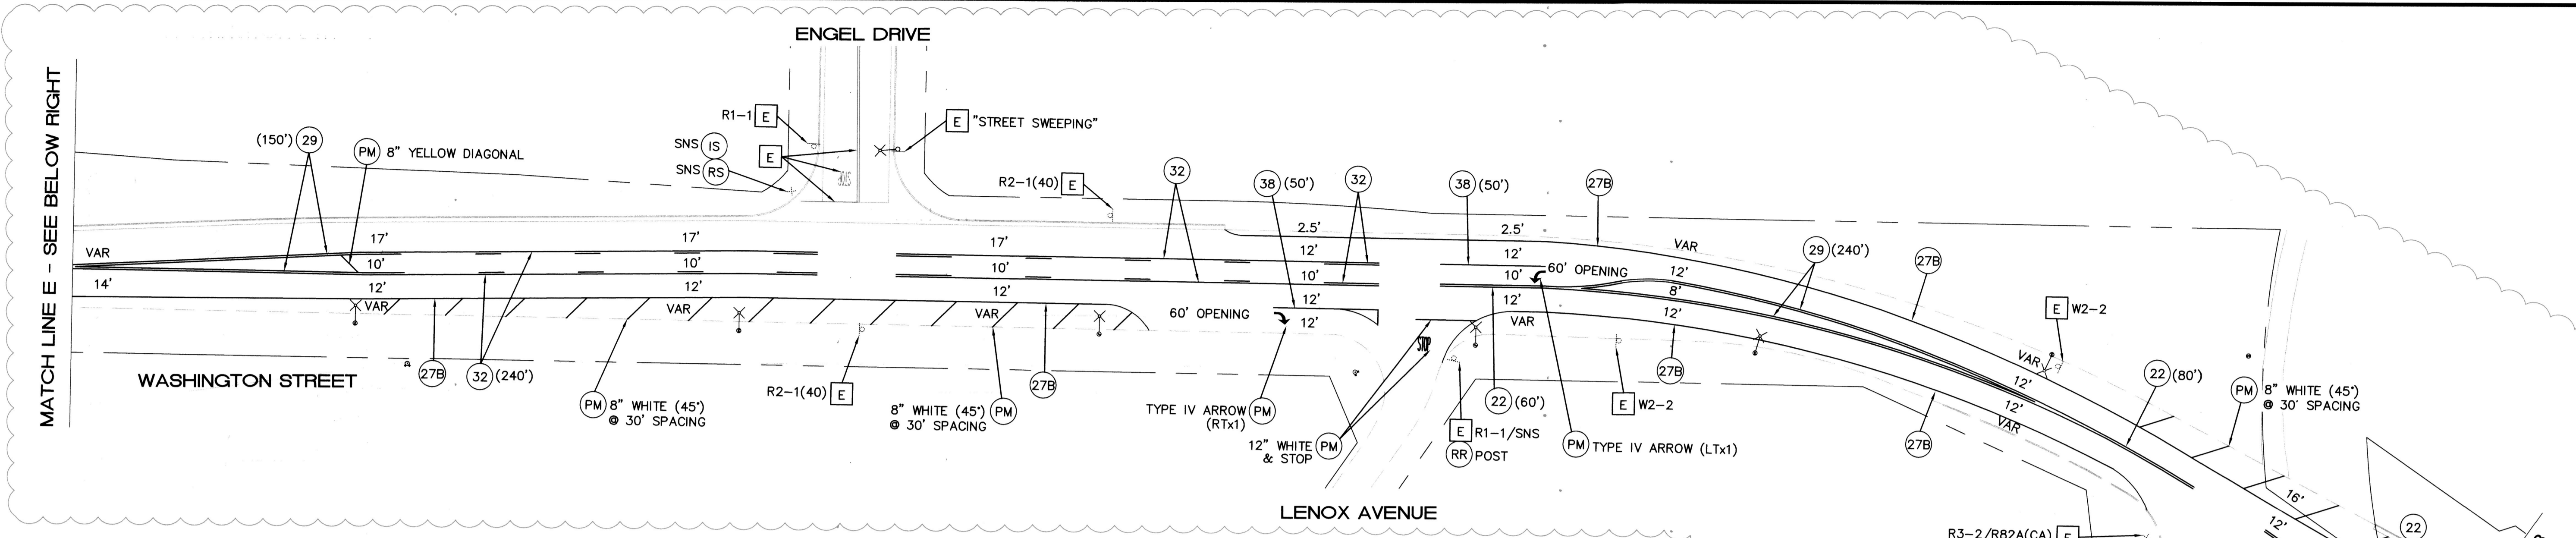 ENGEL DRIVE
MATCH LINE E - SEE BELOW RIGHT
R1-1 E
E "STREET SWEEPING"
(150') 29
PM 8" YELLOW DIAGONAL
SNS IS
E
SNS RS
STOP
R2-1(40) E
32
38 (50')
32
38 (50')
27B
VAR
17'
17'
17'
2.5'
2.5'
VAR
29 (240')
27B
12'
12'
10'
10'
10'
10'
10'
60' OPENING
12'
8'
14'
12'
12'
12'
12'
12'
12'
E W2-2
VAR
VAR
VAR
60' OPENING
12'
VAR
STOP
VAR
WASHINGTON STREET
27B
32 (240')
R2-1(40) E
27B
27B
12'
12'
VAR
22 (80')
PM 8" WHITE (45°)
@ 30' SPACING
PM 8" WHITE (45°)
@ 30' SPACING
8" WHITE (45°) PM
@ 30' SPACING
TYPE IV ARROW PM
(RTx1)
22 (60')
E W2-2
12" WHITE PM
& STOP
E R1-1/SNS
RR POST
PM TYPE IV ARROW (LTx1)
27B
16'
12'
22
LENOX AVENUE
R3-2/R82A(CA) E